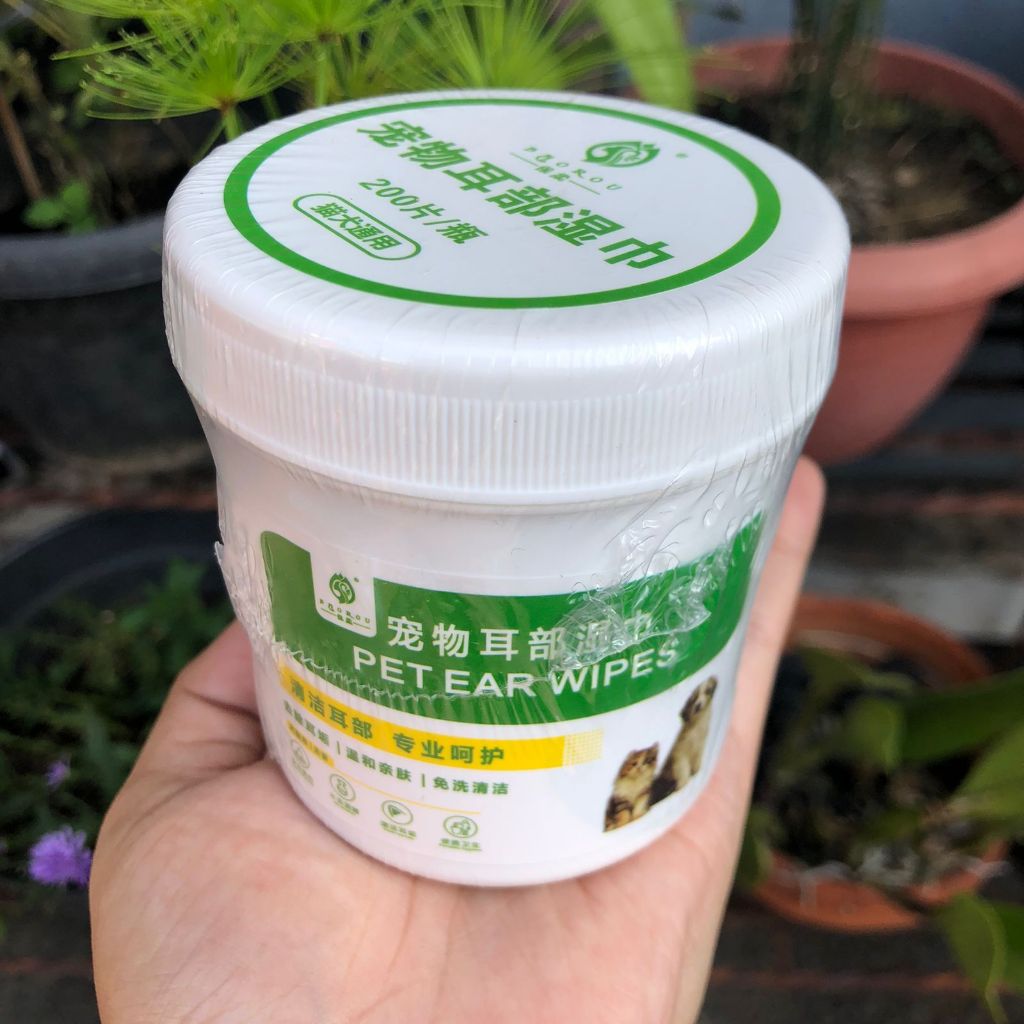 宠物耳部湿巾
200片/瓶
猫犬通用
宠物耳部湿巾
PET EAR WIPES
清洁耳部 专业呵护
温和亲肤 | 免洗清洁